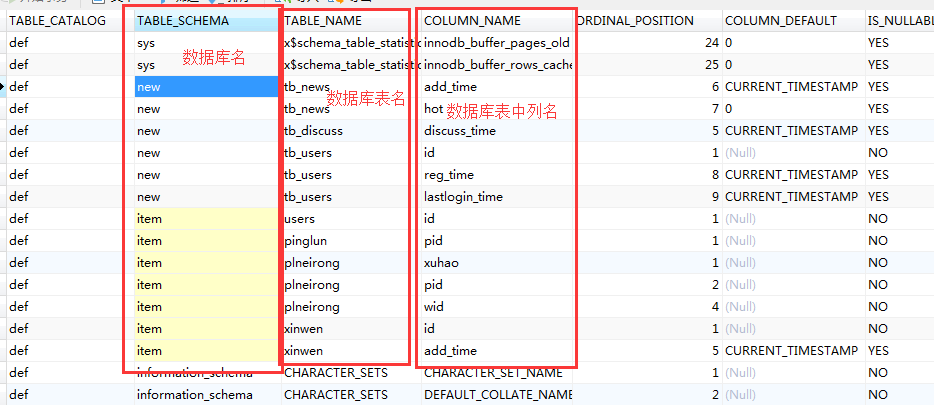 TABLE_CATALOG TABLE_SCHEMA TABLE_NAME COLUMN_NAME ORDINAL_POSITION COLUMN_DEFAULT IS_NULLABL
def sys x$schema_table_statistic innodb_buffer_pages_old 24 0 YES
数据库名
def sys x$schema_table_statistic innodb_buffer_rows_cache 25 0 YES
def new tb_news add_time 6 CURRENT_TIMESTAMP YES
数据库表名
def new tb_news hot 7 0 YES
数据库表中列名
def new tb_discuss discuss_time 5 CURRENT_TIMESTAMP YES
def new tb_users id 1 (Null) NO
def new tb_users reg_time 8 CURRENT_TIMESTAMP YES
def new tb_users lastlogin_time 9 CURRENT_TIMESTAMP YES
def item users id 1 (Null) NO
def item pinglun pid 1 (Null) NO
def item plneirong xuhao 1 (Null) NO
def item plneirong pid 2 (Null) NO
def item plneirong wid 4 (Null) NO
def item xinwen id 1 (Null) NO
def item xinwen add_time 5 CURRENT_TIMESTAMP YES
def information_schema CHARACTER_SETS CHARACTER_SET_NAME 1 (Null) NO
def information_schema CHARACTER_SETS DEFAULT_COLLATE_NAME 2 (Null) NO